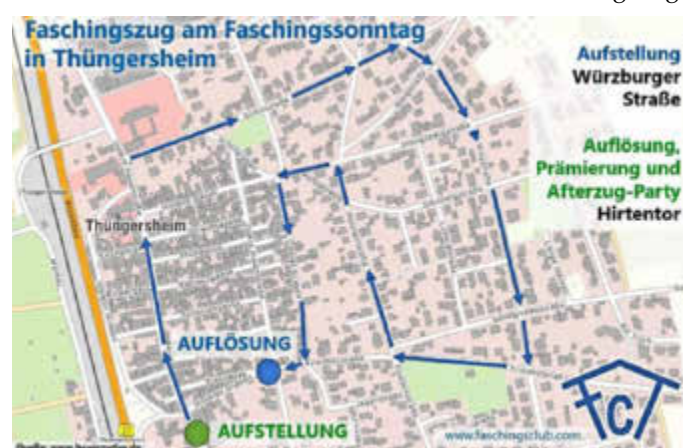 Faschingszug am Faschingssonntag
in Thüngersheim
Aufstellung
Würzburger
Straße
Auflösung,
Prämierung und
Afterzug-Party
Hirtentor
Thüngersheim
AUFLÖSUNG
AUFSTELLUNG
www.faschingsclub.com
fc